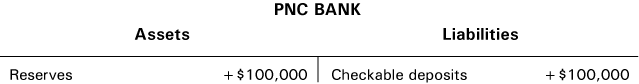 PNC BANK
Assets Liabilities
Reserves +$100,000 Checkable deposits +$100,000